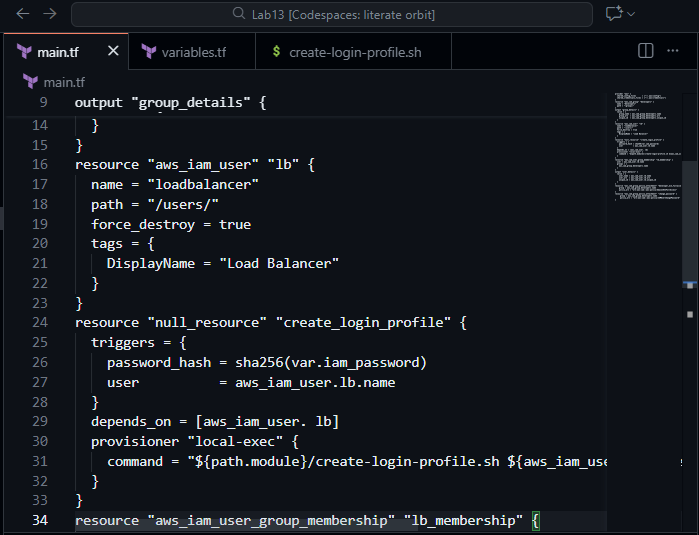 Lab13 [Codespaces: literate orbit]
main.tf
variables.tf
$ create-login-profile.sh
main.tf
9 output "group_details" {
14 }
15 }
16 resource "aws_iam_user" "lb" {
17 name = "loadbalancer"
18 path = "/users/"
19 force_destroy = true
20 tags = {
21 DisplayName = "Load Balancer"
22 }
23 }
24 resource "null_resource" "create_login_profile" {
25 triggers = {
26 password_hash = sha256(var.iam_password)
27 user = aws_iam_user.lb.name
28 }
29 depends_on = [aws_iam_user. lb]
30 provisioner "local-exec" {
31 command = "${path.module}/create-login-profile.sh ${aws_iam_use
32 }
33 }
34 resource "aws_iam_user_group_membership" "lb_membership" {